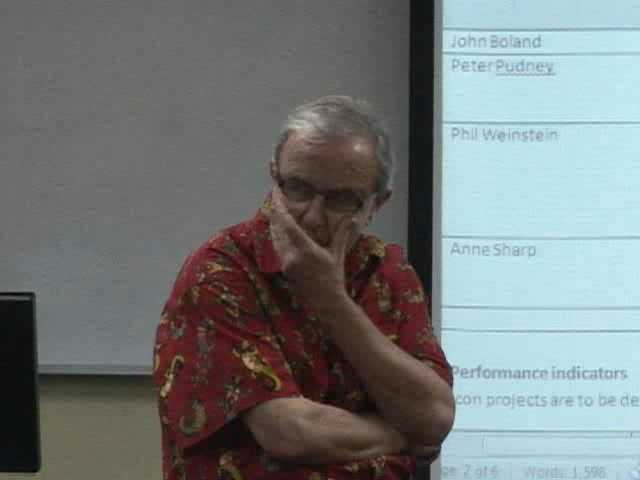 John Boland
Peter Pudney
Phil Weinstein
Anne Sharp
Performance indicators
con projects are to be de
ge: 2 of 6 Words: 1,598